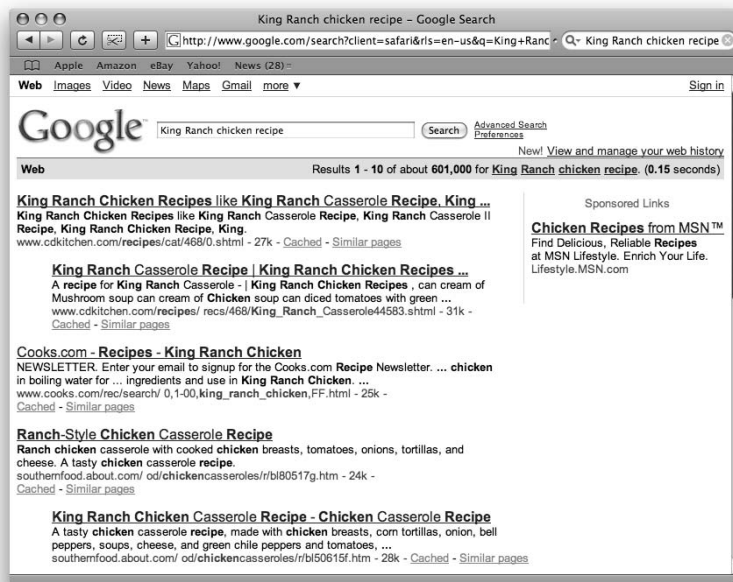 King Ranch chicken recipe – Google Search
http://www.google.com/search?client=safari&rls=en-us&q=King+Ranc
King Ranch chicken recipe
Apple Amazon eBay Yahoo! News (28)
Web Images Video News Maps Gmail more ▼ Sign in
Google™ King Ranch chicken recipe Search Advanced Search
Preferences
New! View and manage your web history
Web Results 1 - 10 of about 601,000 for King Ranch chicken recipe. (0.15 seconds)
King Ranch Chicken Recipes like King Ranch Casserole Recipe, King ...
King Ranch Chicken Recipes like King Ranch Casserole Recipe, King Ranch Casserole II
Recipe, King Ranch Chicken Recipe, King.
www.cdkitchen.com/recipes/cat/468/0.shtml - 27k - Cached - Similar pages
King Ranch Casserole Recipe | King Ranch Chicken Recipes ...
A recipe for King Ranch Casserole - | King Ranch Chicken Recipes , can cream of
Mushroom soup can cream of Chicken soup can diced tomatoes with green ...
www.cdkitchen.com/recipes/ recs/468/King_Ranch_Casserole44583.shtml - 31k -
Cached - Similar pages
Cooks.com - Recipes - King Ranch Chicken
NEWSLETTER. Enter your email to signup for the Cooks.com Recipe Newsletter. ... chicken
in boiling water for ... ingredients and use in King Ranch Chicken. ...
www.cooks.com/rec/search/ 0,1-00,king_ranch_chicken,FF.html - 25k -
Cached - Similar pages
Ranch-Style Chicken Casserole Recipe
Ranch chicken casserole with cooked chicken breasts, tomatoes, onions, tortillas, and
cheese. A tasty chicken casserole recipe.
southernfood.about.com/ od/chickencasseroles/r/bl80517g.htm - 24k -
Cached - Similar pages
King Ranch Chicken Casserole Recipe - Chicken Casserole Recipe
A tasty chicken casserole recipe, made with chicken breasts, corn tortillas, onion, bell
peppers, soups, cheese, and green chile peppers and tomatoes, ...
southernfood.about.com/ od/chickencasseroles/r/bl50615f.htm - 28k - Cached - Similar pages
Sponsored Links
Chicken Recipes from MSN™
Find Delicious, Reliable Recipes
at MSN Lifestyle. Enrich Your Life.
Lifestyle.MSN.com